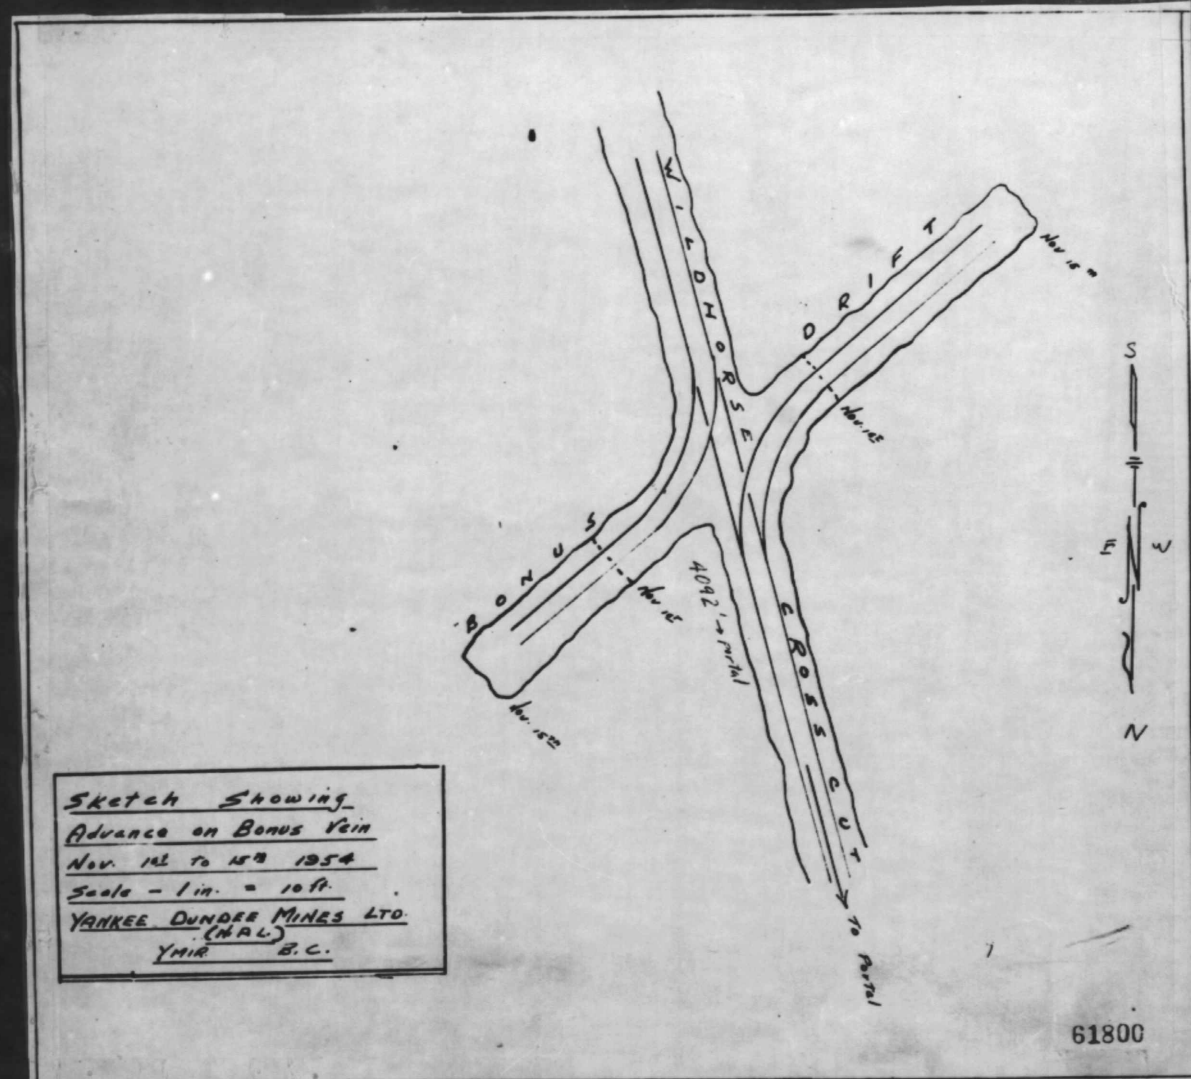 WILDHORSE CROSS CUT
BONUS DRIFT
Nov. 15th
Nov. 1st
Nov 1st
Nov. 15th
4092' → Portal
To Portal
S
E W
N
Sketch Showing
Advance on Bonus Vein
Nov. 1st to 15th 1954
Scale - 1 in. = 10 ft.
YANKEE DUNDEE MINES LTD.
(N.P.L.)
YMIR B.C.
61800